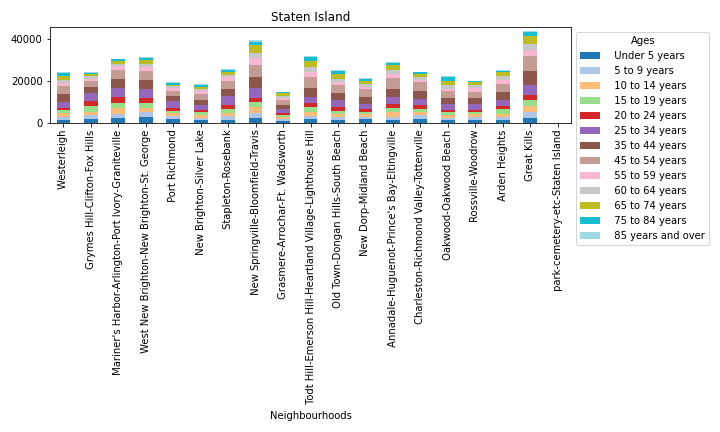 Staten Island
40000
20000
0
Westerleigh
Grymes Hill-Clifton-Fox Hills
Mariner's Harbor-Arlington-Port Ivory-Graniteville
West New Brighton-New Brighton-St. George
Port Richmond
New Brighton-Silver Lake
Stapleton-Rosebank
New Springville-Bloomfield-Travis
Grasmere-Arrochar-Ft. Wadsworth
Todt Hill-Emerson Hill-Heartland Village-Lighthouse Hill
Old Town-Dongan Hills-South Beach
New Dorp-Midland Beach
Annadale-Huguenot-Prince's Bay-Eltingville
Charleston-Richmond Valley-Tottenville
Oakwood-Oakwood Beach
Rossville-Woodrow
Arden Heights
Great Kills
park-cemetery-etc-Staten Island
Neighbourhoods
Ages
Under 5 years
5 to 9 years
10 to 14 years
15 to 19 years
20 to 24 years
25 to 34 years
35 to 44 years
45 to 54 years
55 to 59 years
60 to 64 years
65 to 74 years
75 to 84 years
85 years and over